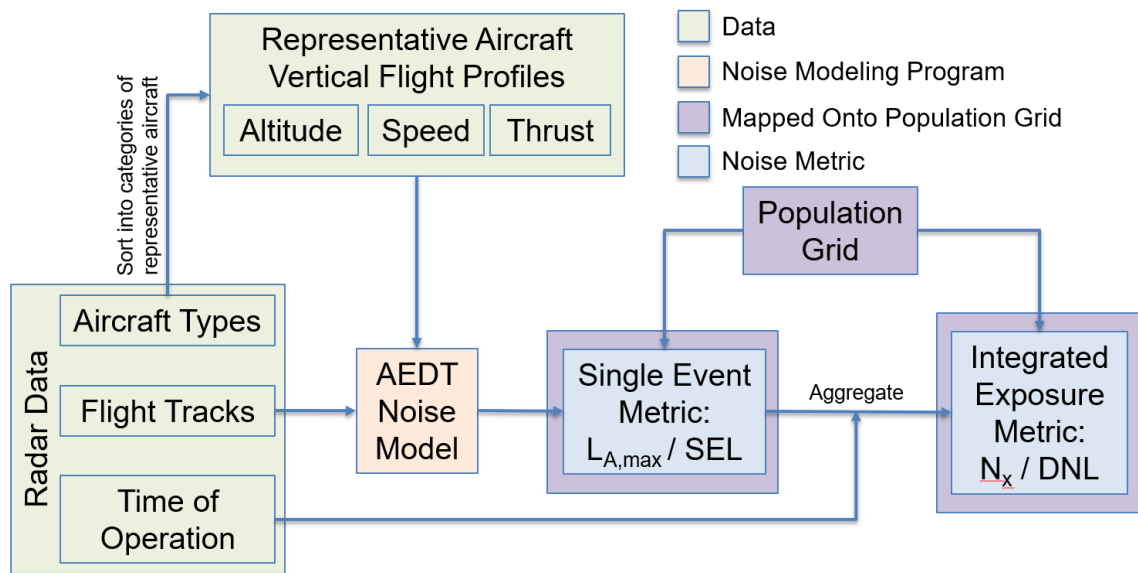 Representative Aircraft
Vertical Flight Profiles
Altitude
Speed
Thrust
Data
Noise Modeling Program
Mapped Onto Population Grid
Noise Metric
Sort into categories of
representative aircraft
Population
Grid
Radar Data
Aircraft Types
Flight Tracks
Time of
Operation
AEDT
Noise
Model
Single Event
Metric:
L_A,max / SEL
Aggregate
Integrated
Exposure
Metric:
N_x / DNL